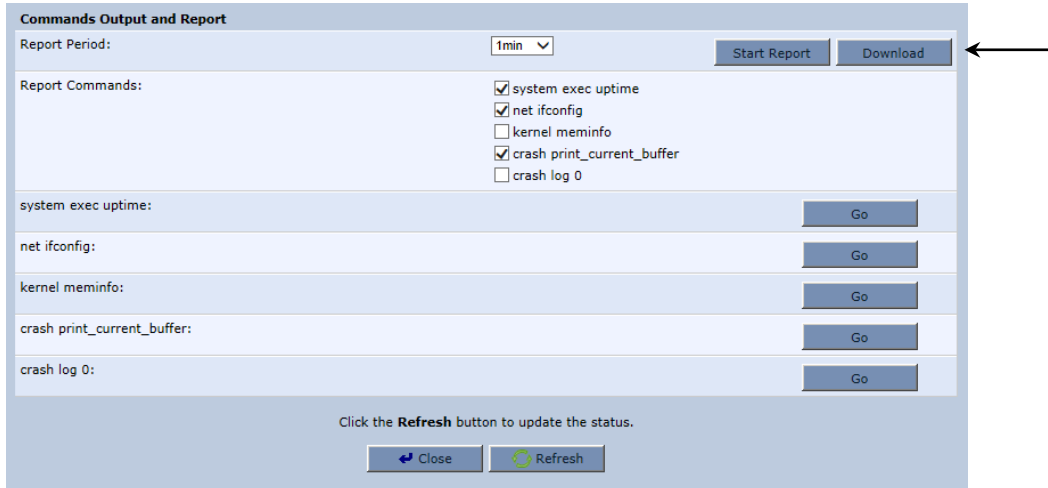 Commands Output and Report
Report Period: 1min Start Report Download
Report Commands: system exec uptime
net ifconfig
kernel meminfo
crash print_current_buffer
crash log 0
system exec uptime: Go
net ifconfig: Go
kernel meminfo: Go
crash print_current_buffer: Go
crash log 0: Go
Click the Refresh button to update the status.
Close Refresh